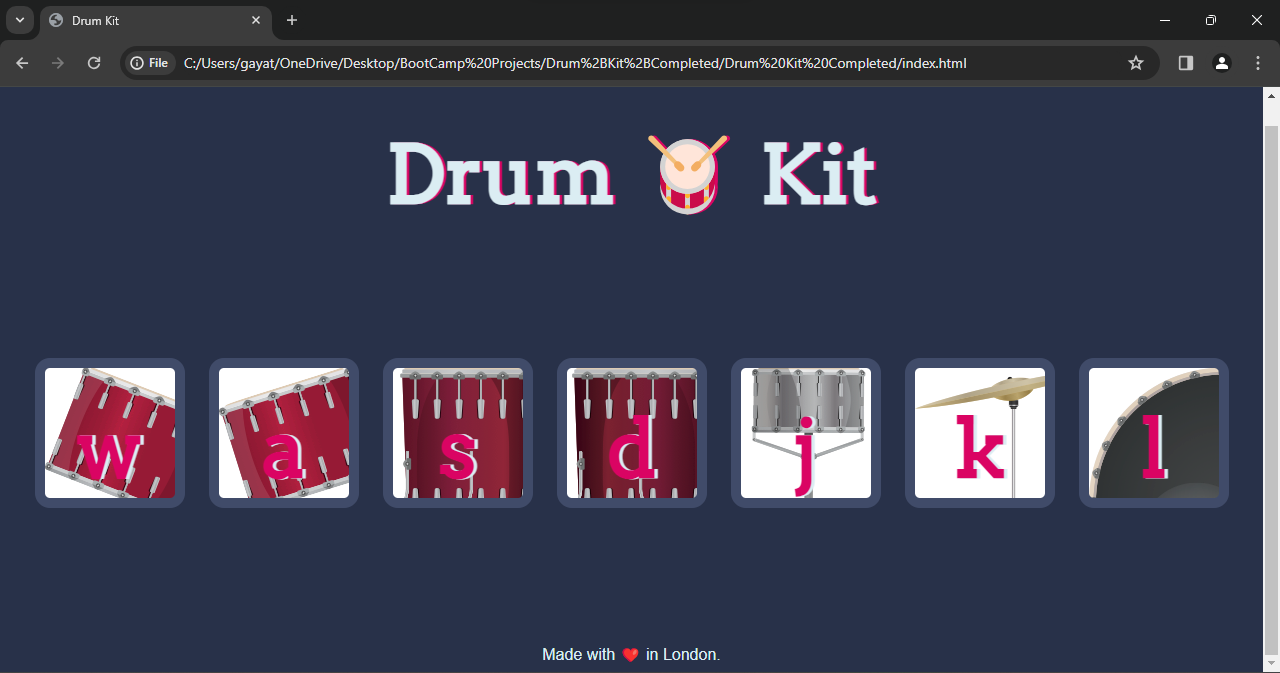 Drum Kit
File
C:/Users/gayat/OneDrive/Desktop/BootCamp%20Projects/Drum%2BKit%2BCompleted/Drum%20Kit%20Completed/index.html
Drum 🥁 Kit
w a s d j k l
Made with ❤️ in London.